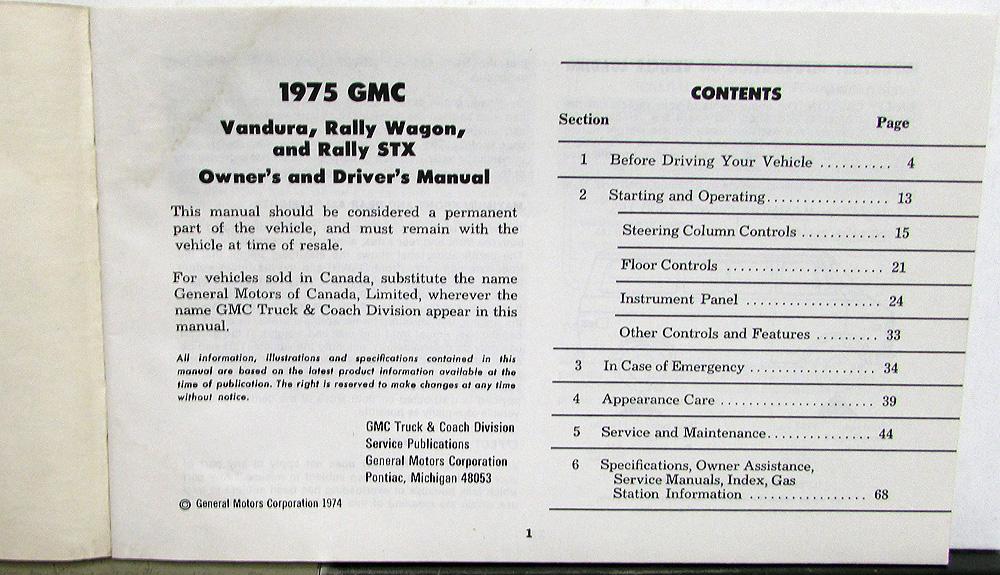 1975 GMC
Vandura, Rally Wagon,
and Rally STX
Owner's and Driver's Manual
This manual should be considered a permanent
part of the vehicle, and must remain with the
vehicle at time of resale.
For vehicles sold in Canada, substitute the name
General Motors of Canada, Limited, wherever the
name GMC Truck & Coach Division appear in this
manual.
All information, illustrations and specifications contained in this
manual are based on the latest product information available at the
time of publication. The right is reserved to make changes at any time
without notice.
GMC Truck & Coach Division
Service Publications
General Motors Corporation
Pontiac, Michigan 48053
© General Motors Corporation 1974
CONTENTS
Section Page
1 Before Driving Your Vehicle .......... 4
2 Starting and Operating................. 13
Steering Column Controls ............ 15
Floor Controls ...................... 21
Instrument Panel .................. 24
Other Controls and Features ......... 33
3 In Case of Emergency .................. 34
4 Appearance Care ...................... 39
5 Service and Maintenance............... 44
6 Specifications, Owner Assistance,
Service Manuals, Index, Gas
Station Information ................. 68
1